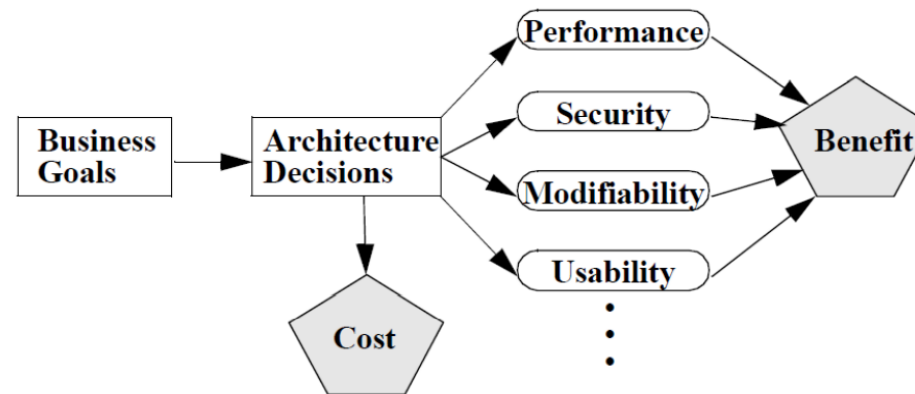 Performance
Security
Business
Goals
Architecture
Decisions
Benefit
Modifiability
Usability
Cost